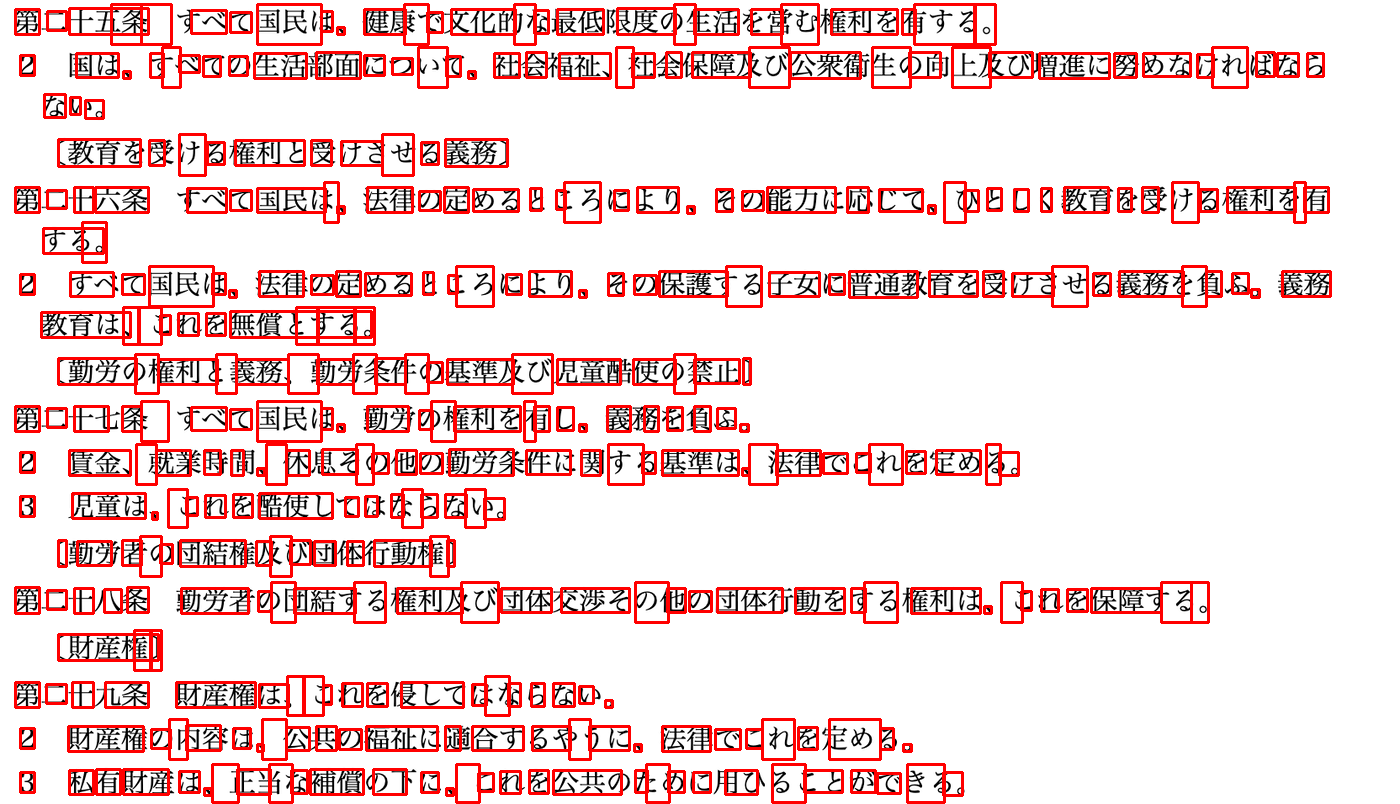 第二十五条　すべて国民は、健康で文化的な最低限度の生活を営む権利を有する。
2　国は、すべての生活部面について、社会福祉、社会保障及び公衆衛生の向上及び増進に努めなければなら
ない。
〔教育を受ける権利と受けさせる義務〕
第二十六条　すべて国民は、法律の定めるところにより、その能力に応じて、ひとしく教育を受ける権利を有
する。
2　すべて国民は、法律の定めるところにより、その保護する子女に普通教育を受けさせる義務を負ふ。義務
教育は、これを無償とする。
〔勤労の権利と義務、勤労条件の基準及び児童酷使の禁止〕
第二十七条　すべて国民は、勤労の権利を有し、義務を負ふ。
2　賃金、就業時間、休息その他の勤労条件に関する基準は、法律でこれを定める。
3　児童は、これを酷使してはならない。
〔勤労者の団結権及び団体行動権〕
第二十八条　勤労者の団結する権利及び団体交渉その他の団体行動をする権利は、これを保障する。
〔財産権〕
第二十九条　財産権は、これを侵してはならない。
2　財産権の内容は、公共の福祉に適合するやうに、法律でこれを定める。
3　私有財産は、正当な補償の下に、これを公共のために用ひることができる。